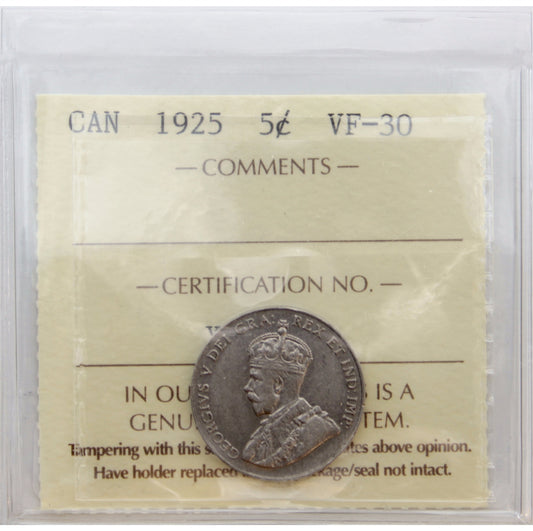 CAN 1925 5¢ VF-30
— COMMENTS —
— CERTIFICATION NO. —
GEORGIVS V DEI GRA: REX ET IND: IMP:
IN OU S IS A
GENU TEM.
Tampering with this s tes above opinion.
Have holder replaced kage/seal not intact.